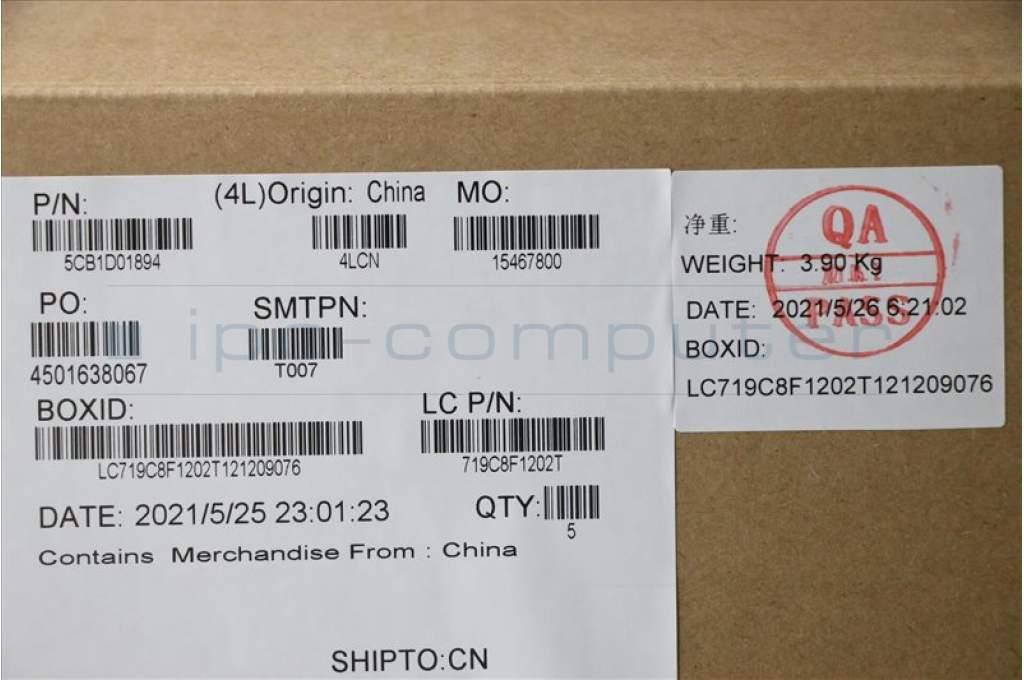 P/N:
5CB1D01894
(4L)Origin: China
4LCN
MO:
15467800
PO:
4501638067
SMTPN:
T007
BOXID:
LC719C8F1202T121209076
LC P/N:
719C8F1202T
DATE: 2021/5/25 23:01:23
QTY:
5
Contains Merchandise From : China
SHIPTO:CN
净重:
WEIGHT: 3.90 Kg
DATE: 2021/5/26 6:21:02
BOXID:
LC719C8F1202T121209076
QA
PASS
ipc-computer